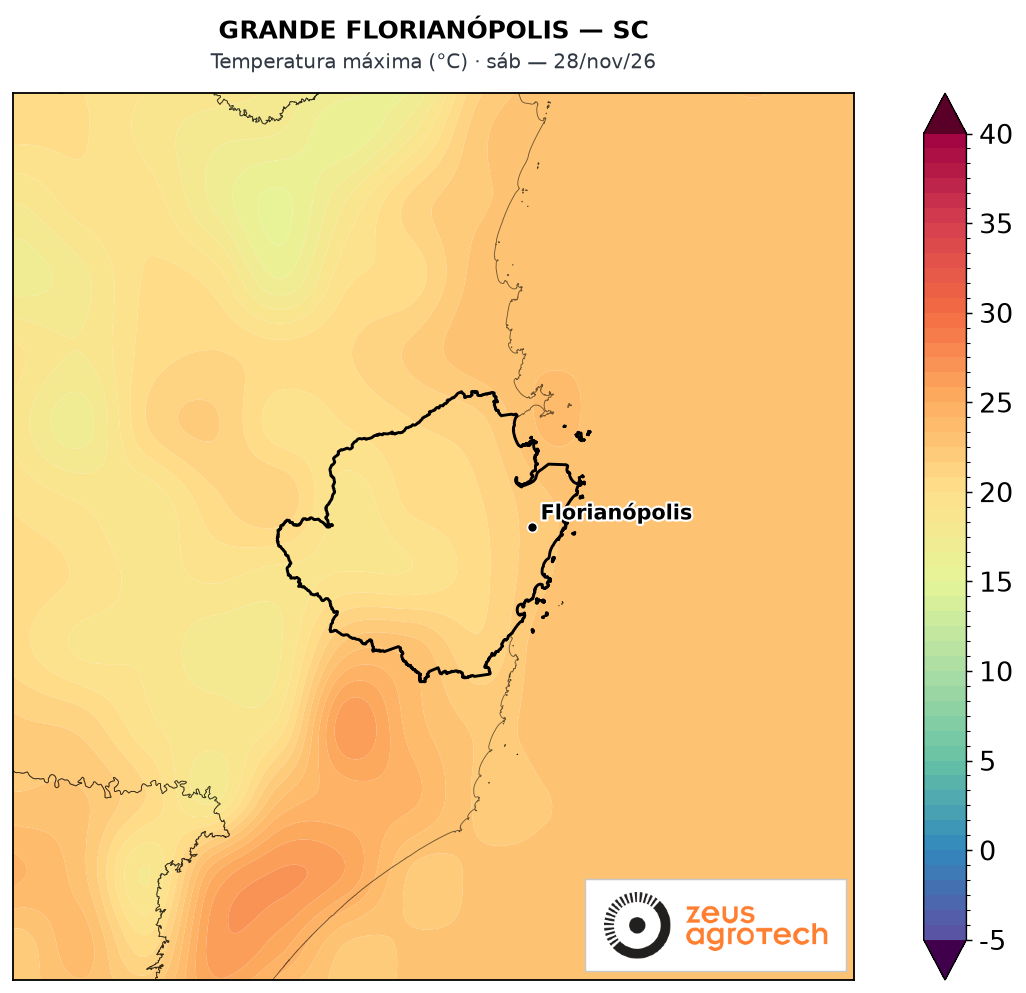 GRANDE FLORIANÓPOLIS — SC
Temperatura máxima (°C) · sáb — 28/nov/26
40
35
30
25
20
15
10
5
0
-5
Florianópolis
zeus
agrotech